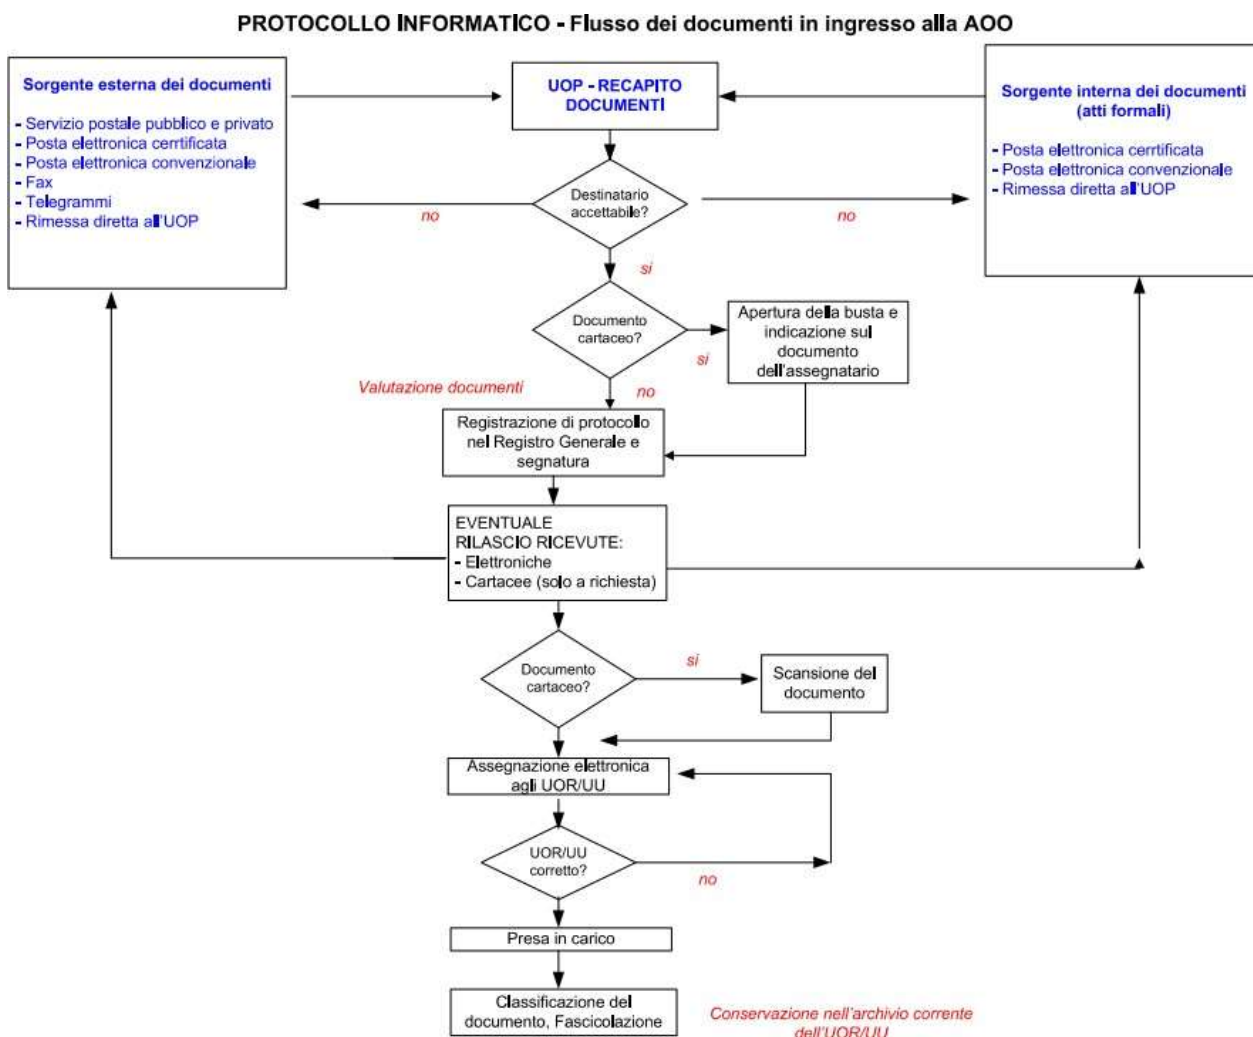 PROTOCOLLO INFORMATICO - Flusso dei documenti in ingresso alla AOO
Sorgente esterna dei documenti
- Servizio postale pubblico e privato
- Posta elettronica cerrtificata
- Posta elettronica convenzionale
- Fax
- Telegrammi
- Rimessa diretta all'UOP
UOP - RECAPITO
DOCUMENTI
Sorgente interna dei documenti
(atti formali)
- Posta elettronica cerrtificata
- Posta elettronica convenzionale
- Rimessa diretta all'UOP
Destinatario
accettabile?
no
no
si
Documento
cartaceo?
si
Apertura della busta e
indicazione sul
documento
dell'assegnatario
Valutazione documenti
no
Registrazione di protocollo
nel Registro Generale e
segnatura
EVENTUALE
RILASCIO RICEVUTE:
- Elettroniche
- Cartacee (solo a richiesta)
Documento
cartaceo?
si
Scansione del
documento
Assegnazione elettronica
agli UOR/UU
UOR/UU
corretto?
no
Presa in carico
Classificazione del
documento, Fascicolazione
Conservazione nell'archivio corrente
dell'UOR/UU